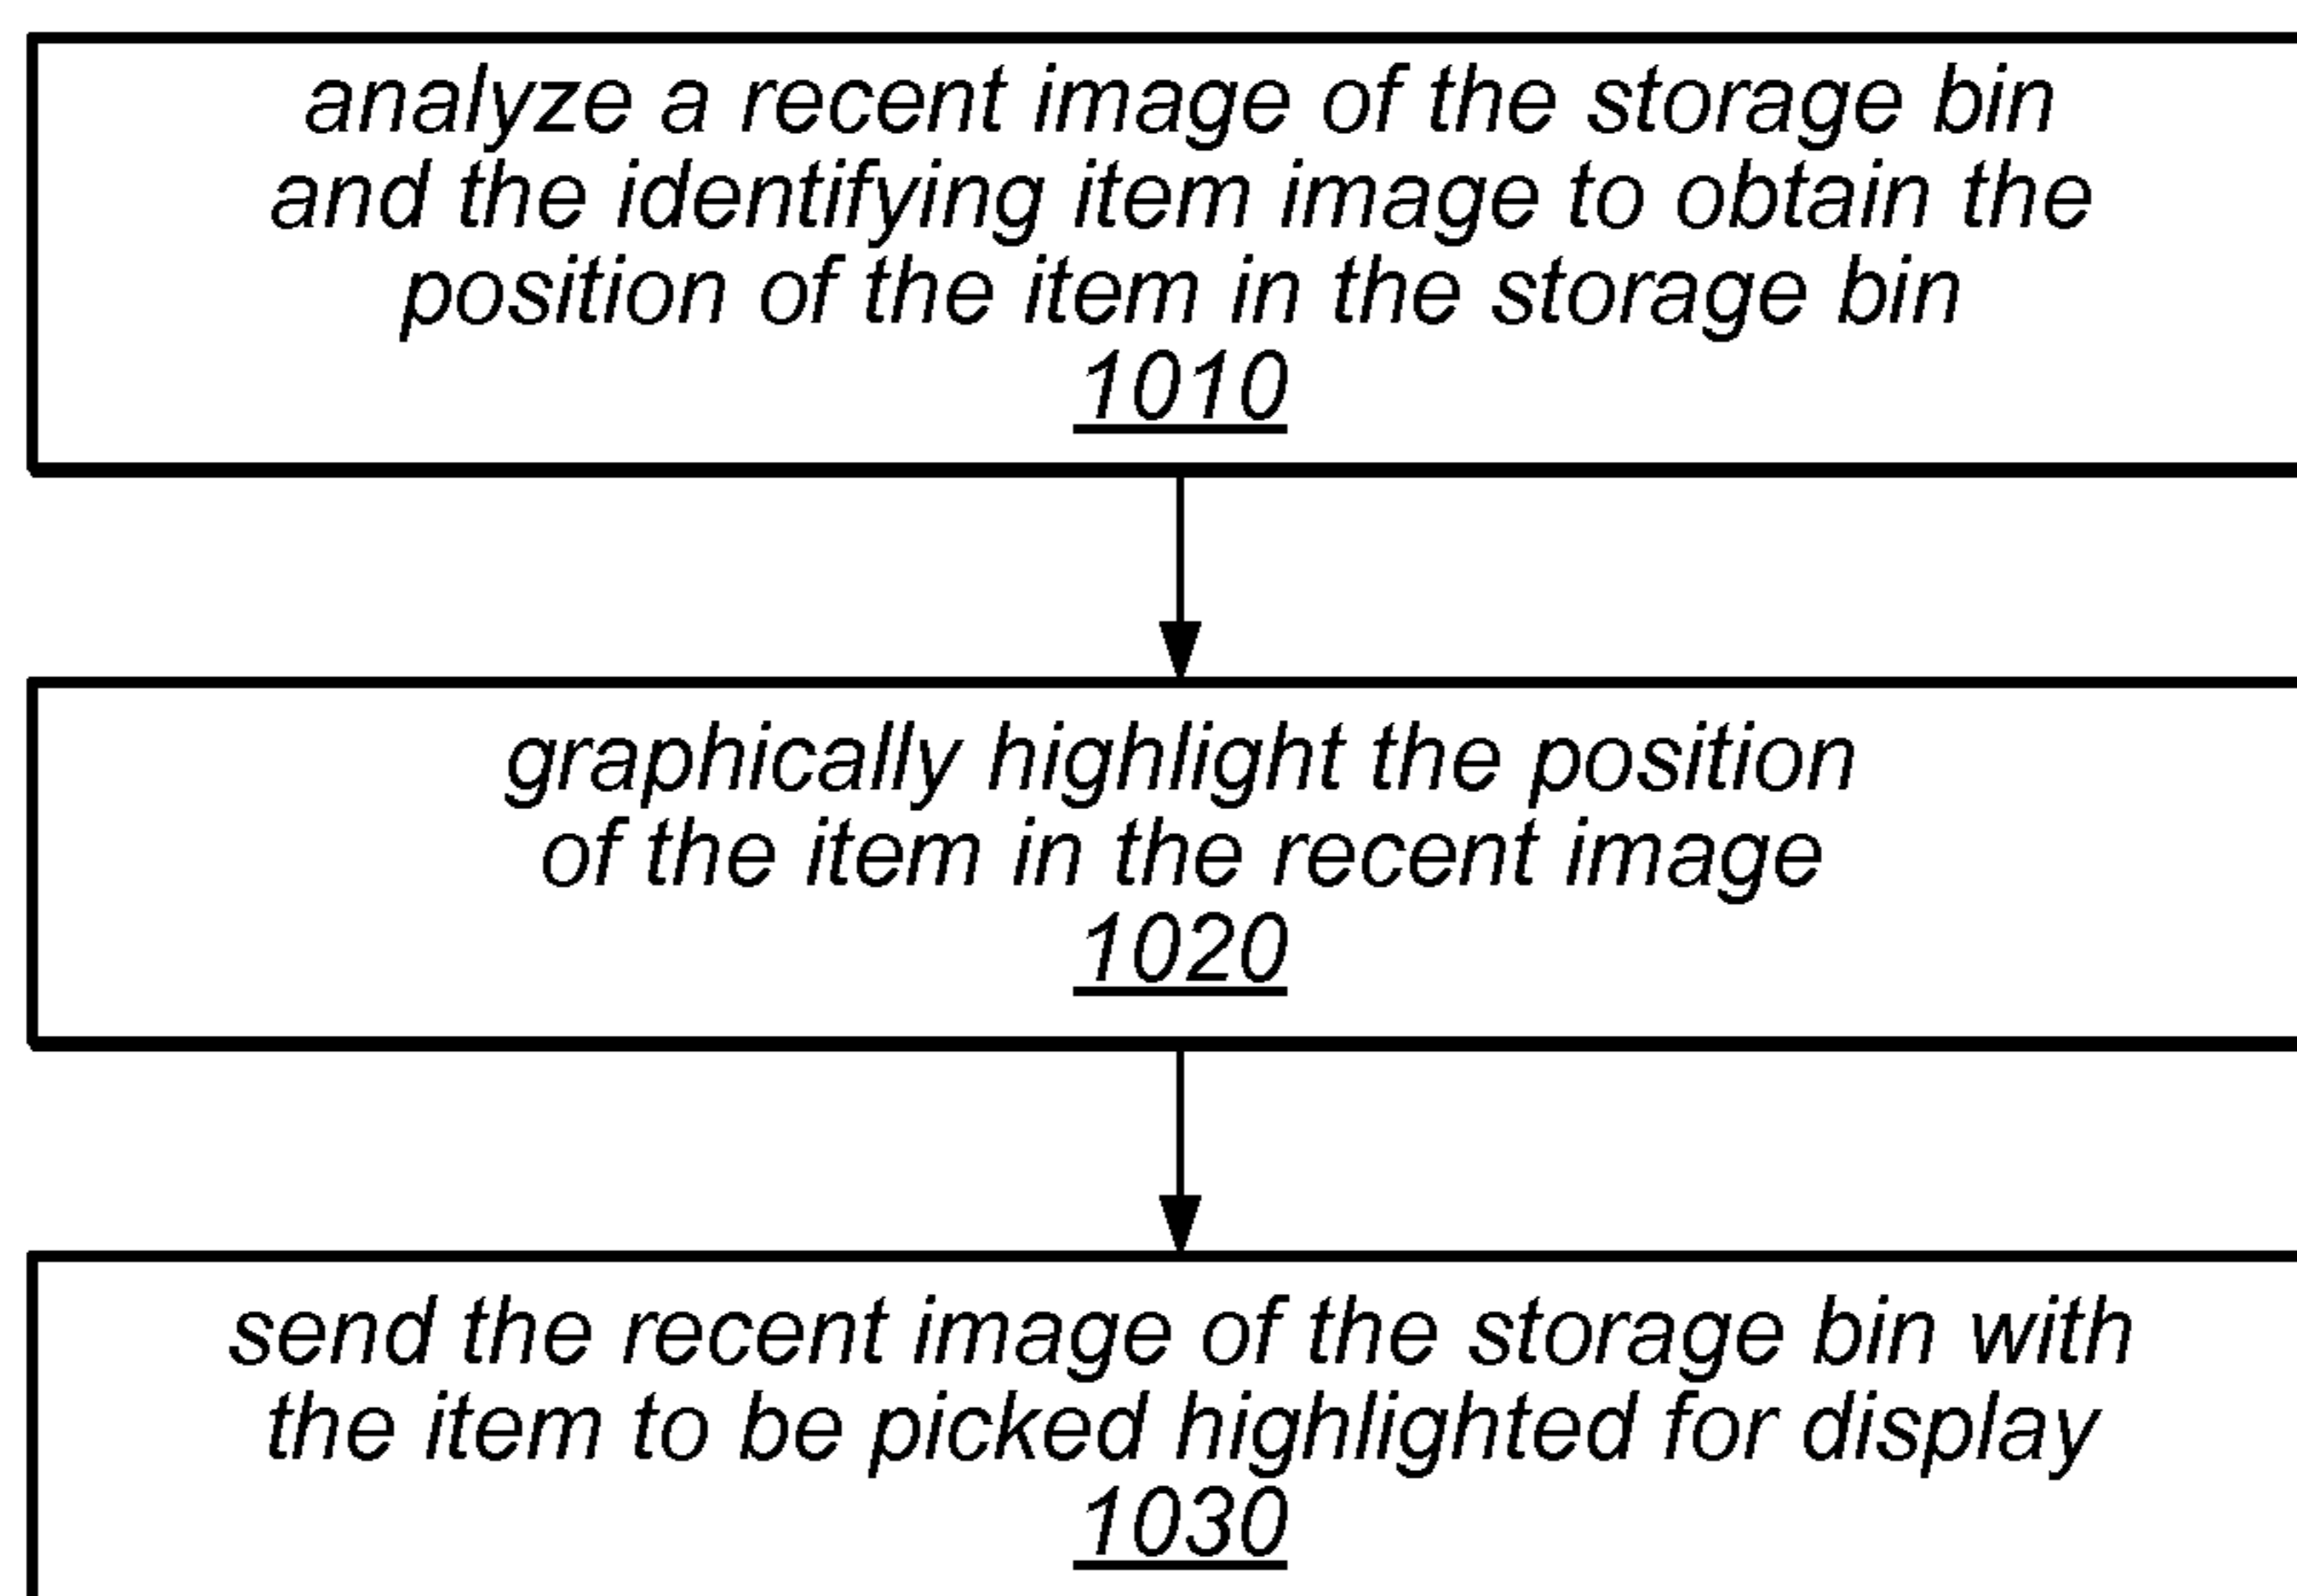 analyze a recent image of the storage bin
and the identifying item image to obtain the
position of the item in the storage bin
1010
graphically highlight the position
of the item in the recent image
1020
send the recent image of the storage bin with
the item to be picked highlighted for display
1030